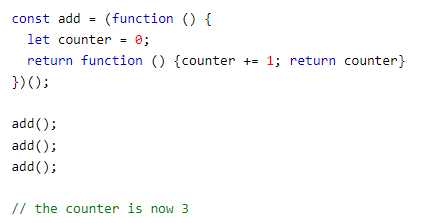 const add = (function () {
  let counter = 0;
  return function () {counter += 1; return counter}
})();

add();
add();
add();

// the counter is now 3